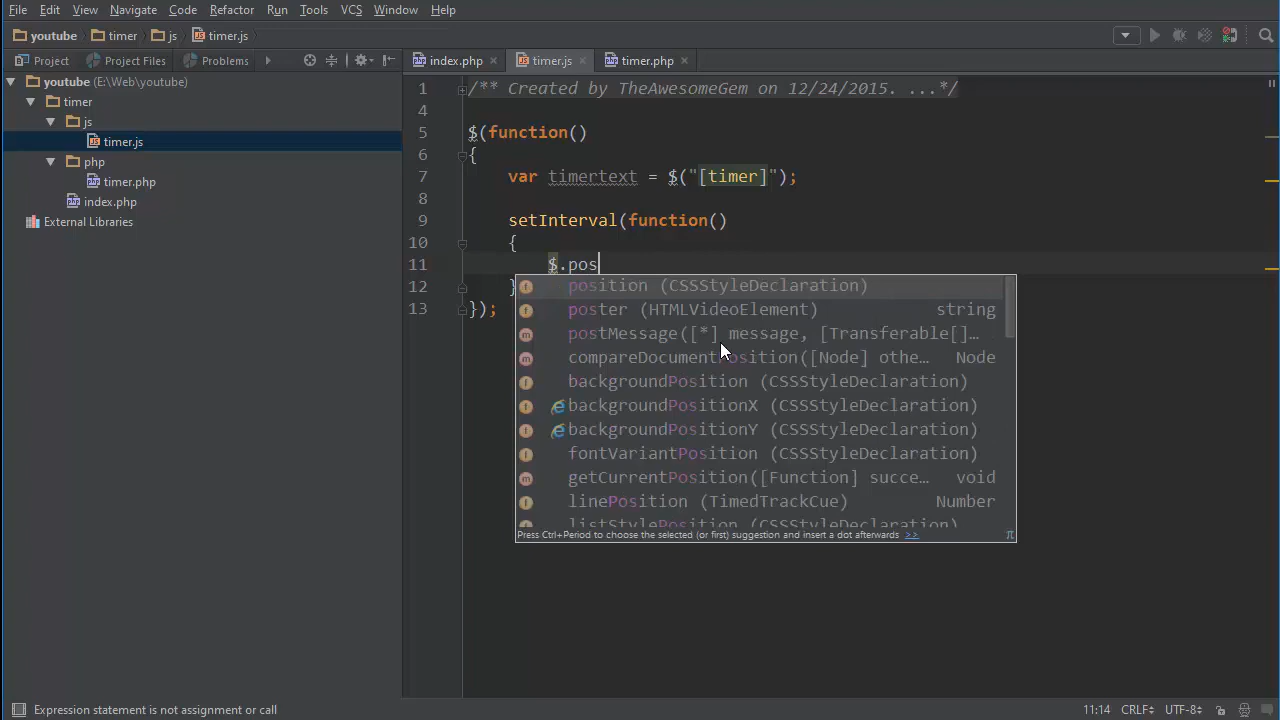 File Edit View Navigate Code Refactor Run Tools VCS Window Help
youtube timer js timer.js
Project Project Files Problems
index.php timer.js timer.php
youtube (E:\Web\youtube)
timer
js
timer.js
php
timer.php
index.php
External Libraries
1 /** Created by TheAwesomeGem on 12/24/2015. ...*/
4
5 $(function()
6 {
7 var timertext = $("[timer]");
8
9 setInterval(function()
10 {
11 $.pos
12 }
13 });
position (CSSStyleDeclaration)
poster (HTMLVideoElement) string
postMessage([*] message, [Transferable[]…
compareDocumentPosition([Node] othe… Node
backgroundPosition (CSSStyleDeclaration)
backgroundPositionX (CSSStyleDeclaration)
backgroundPositionY (CSSStyleDeclaration)
fontVariantPosition (CSSStyleDeclaration)
getCurrentPosition([Function] succe… void
linePosition (TimedTrackCue) Number
listStylePosition (CSSStyleDeclaration)
Press Ctrl+Period to choose the selected (or first) suggestion and insert a dot afterwards >> π
Expression statement is not assignment or call 11:14 CRLF UTF-8